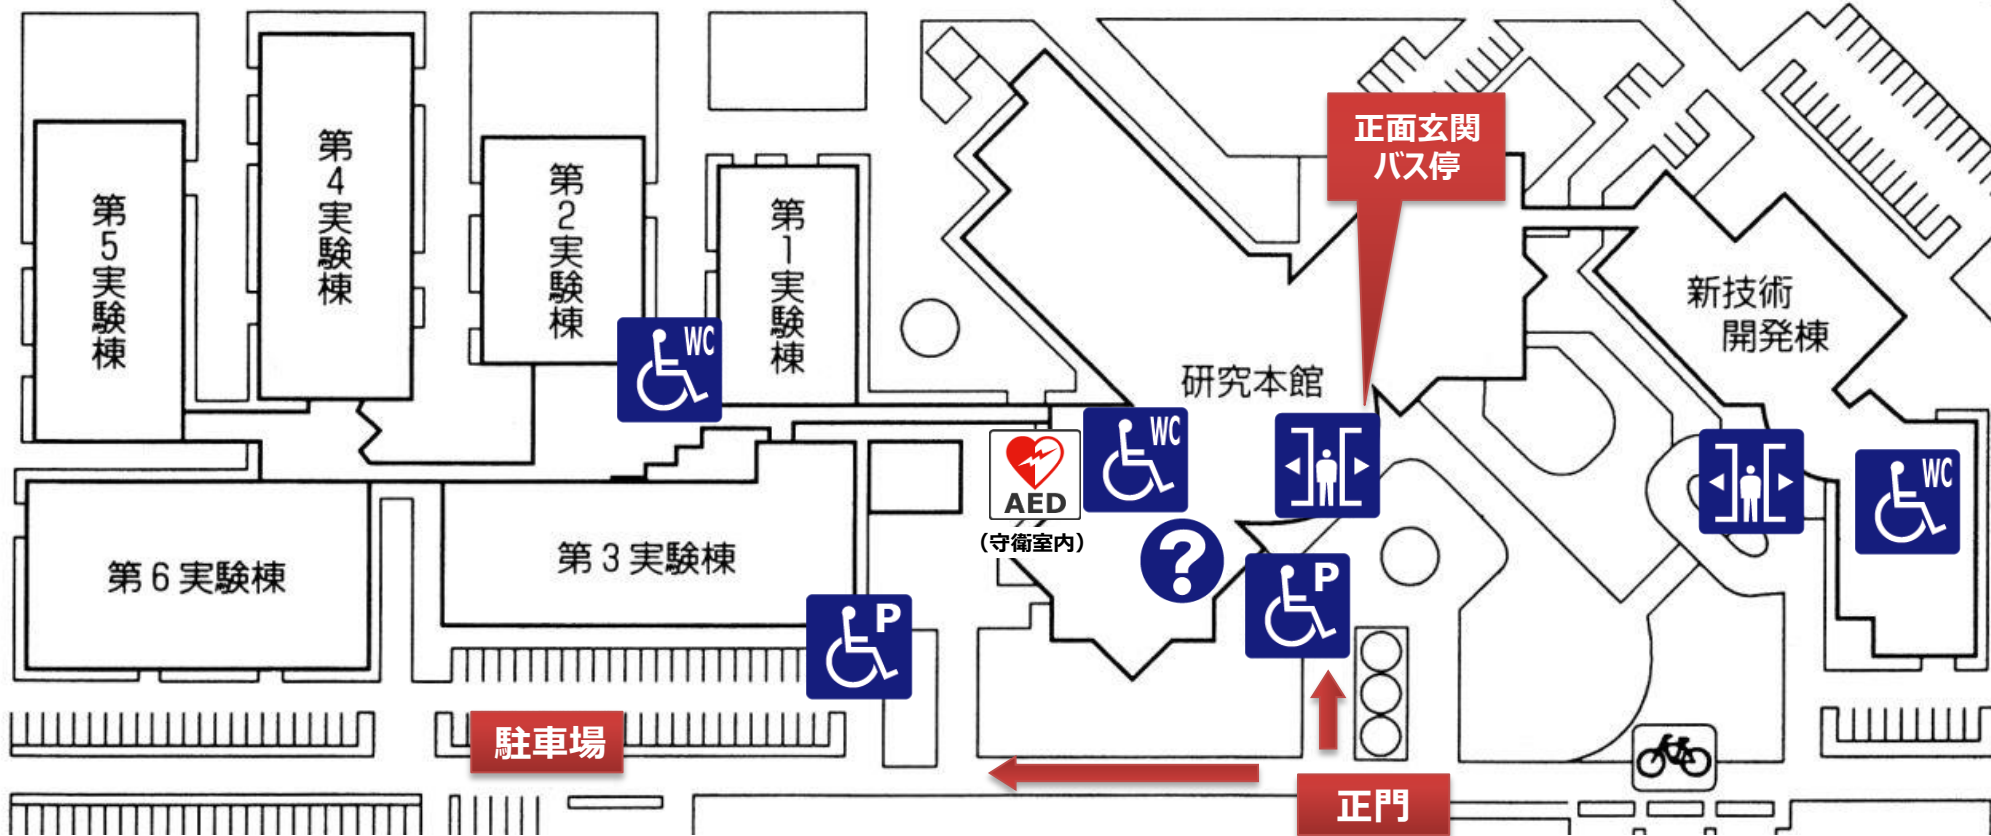 正面玄関
バス停
第5実験棟
第4実験棟
第2実験棟
第1実験棟
新技術
開発棟
研究本館
WC
WC
WC
AED
（守衛室内）
?
第3実験棟
第6実験棟
P
P
駐車場
正門